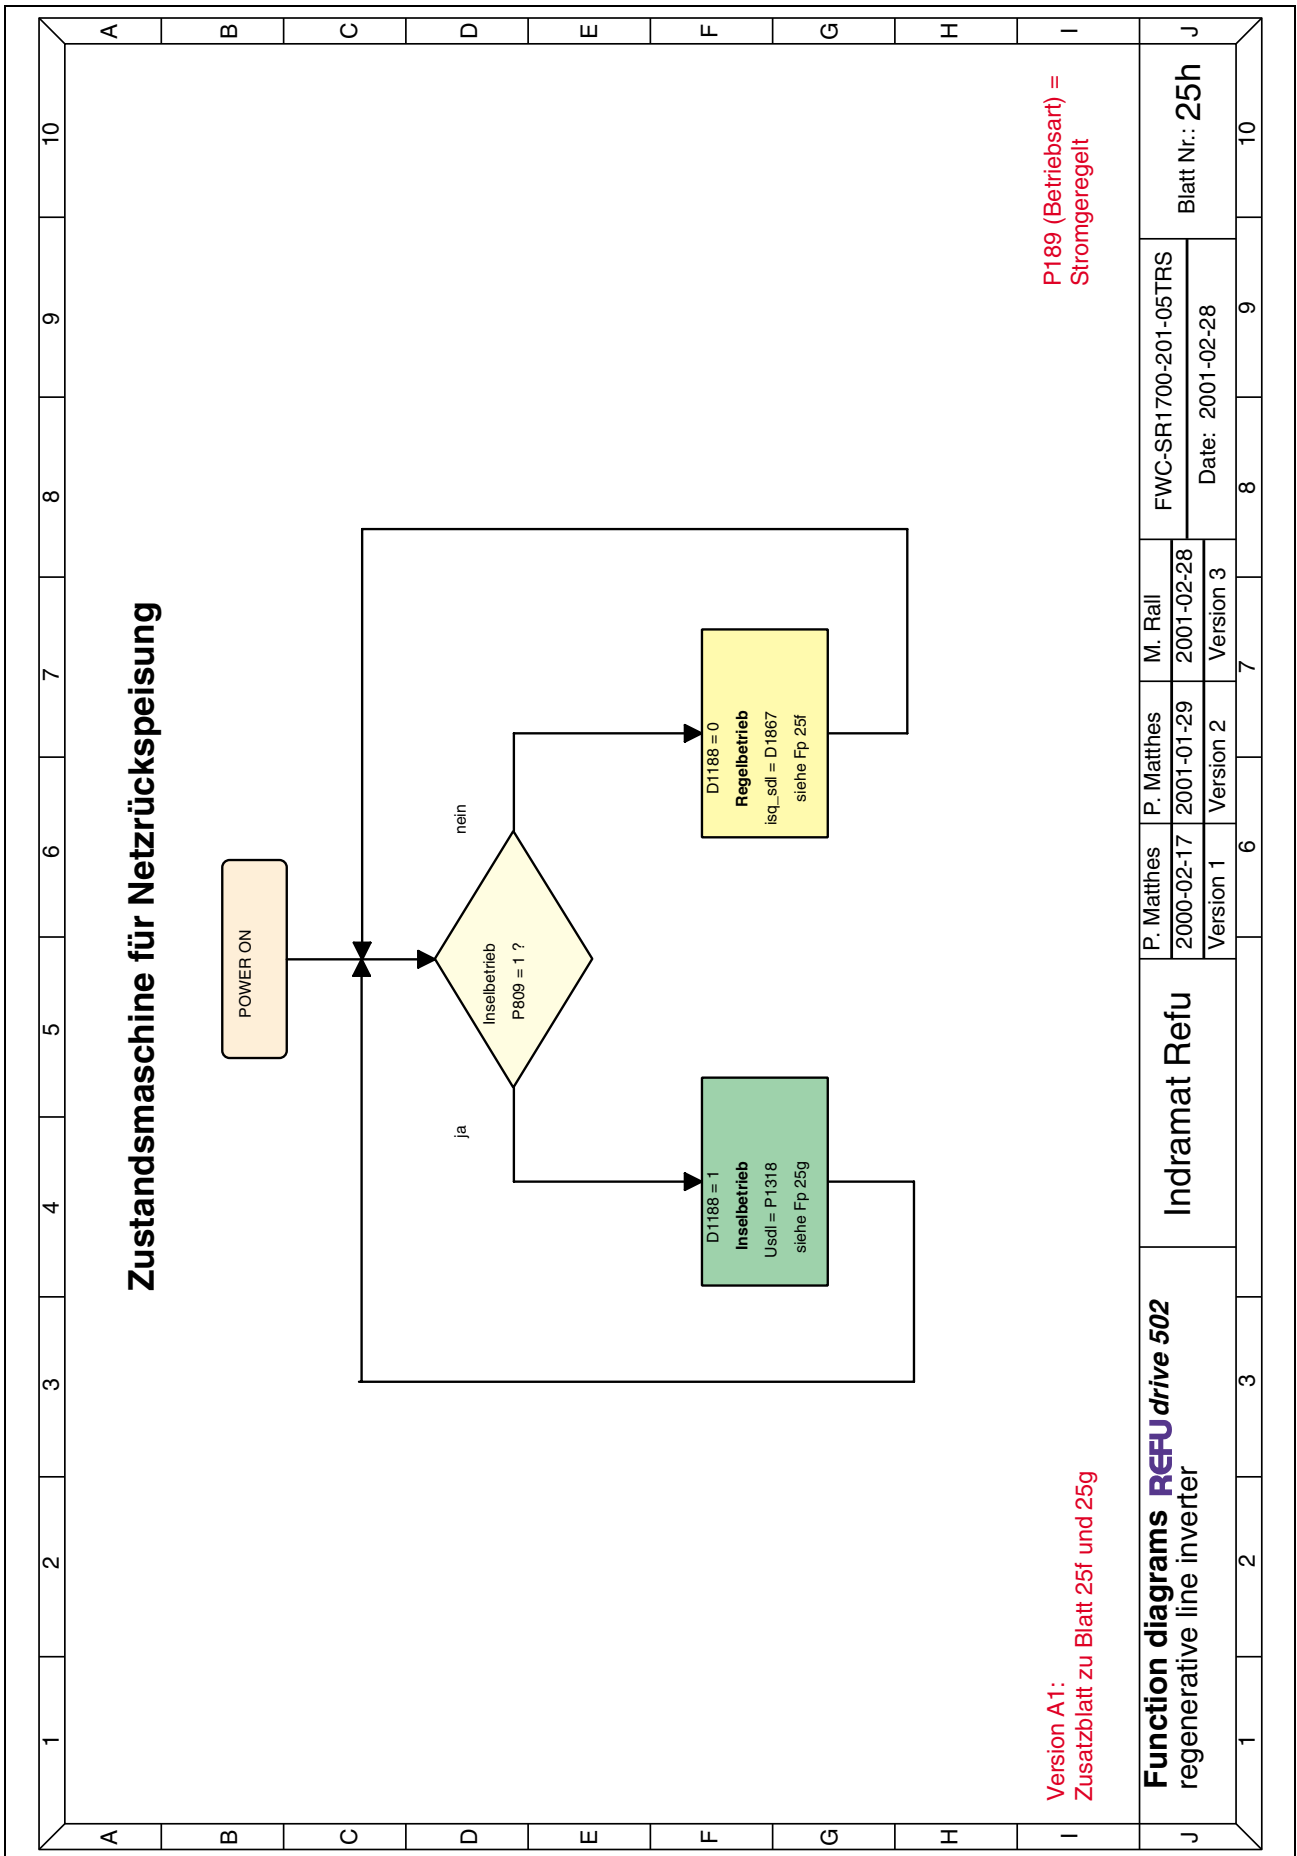 1 2 3 4 5 6 7 8 9 10
A A
B B
C C
D D
E E
F F
G G
H H
I I
J J
Zustandsmaschine für Netzrückspeisung
POWER ON
Inselbetrieb
P809 = 1 ?
ja
nein
D1188 = 1
Inselbetrieb
Usdl = P1318
siehe Fp 25g
D1188 = 0
Regelbetrieb
isq_sdl = D1867
siehe Fp 25f
Version A1:
Zusatzblatt zu Blatt 25f und 25g
P189 (Betriebsart) =
Stromgeregelt
Function diagrams REFU drive 502
regenerative line inverter
Indramat Refu
P. Matthes P. Matthes M. Rall
2000-02-17 2001-01-29 2001-02-28
Version 1 Version 2 Version 3
FWC-SR1700-201-05TRS
Date: 2001-02-28
Blatt Nr.: 25h
1 2 3 6 7 8 9 10